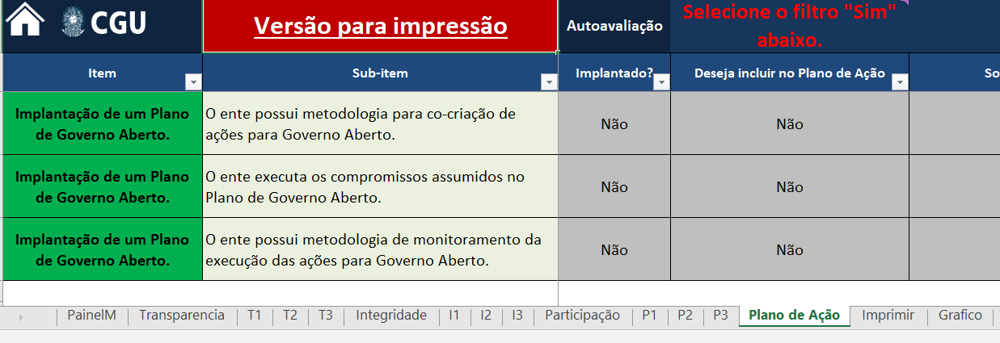 CGU
Versão para impressão
Autoavaliação
Selecione o filtro "Sim"
abaixo.
Item
Sub-item
Implantado?
Deseja incluir no Plano de Ação
So
Implantação de um Plano
de Governo Aberto.
O ente possui metodologia para co-criação de
ações para Governo Aberto.
Não
Não
Implantação de um Plano
de Governo Aberto.
O ente executa os compromissos assumidos no
Plano de Governo Aberto.
Não
Não
Implantação de um Plano
de Governo Aberto.
O ente possui metodologia de monitoramento da
execução das ações para Governo Aberto.
Não
Não
PainelM
Transparencia
T1
T2
T3
Integridade
I1
I2
I3
Participação
P1
P2
P3
Plano de Ação
Imprimir
Grafico